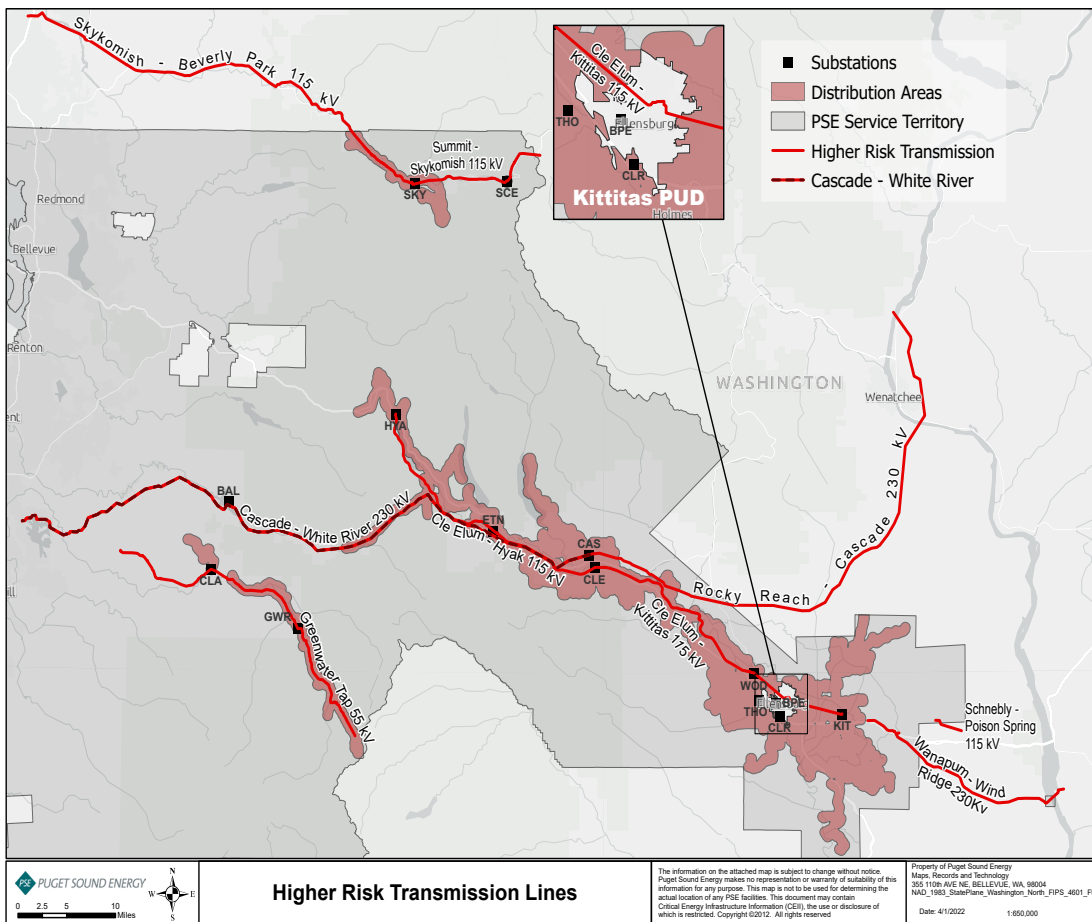 Skykomish - Beverly Park 115 kV
Summit -
Skykomish 115 kV
SKY
SCE
Redmond
Bellevue
Renton
ent
ill
Cle Elum -
Kittitas 115 kV
THO
BPE
Ellensburg
CLR
Kittitas PUD
Holmes
Substations
Distribution Areas
PSE Service Territory
Higher Risk Transmission
Cascade - White River
WASHINGTON
Wenatchee
HYA
BAL
Cascade - White River 230 kV
ETN
Cle Elum - Hyak 115 kV
CAS
CLE
Rocky Reach - Cascade 230 kV
CLA
GWR
Greenwater Tap 55 kV
Cle Elum -
Kittitas 175 kV
WOD
THO
BPE
CLR
KIT
Schnebly -
Poison Spring
115 kV
Wanapum - Wind
Ridge 230Kv
PSE PUGET SOUND ENERGY
N
W
E
S
0 2.5 5 10
Miles
Higher Risk Transmission Lines
The information on the attached map is subject to change without notice.
Puget Sound Energy makes no representation or warranty of suitability of this
information for any purpose. This map is not to be used for determining the
actual location of any PSE facilities. This document may contain
Critical Energy Infrastructure Information (CEII), the use or disclosure of
which is restricted. Copyright ©2012. All rights reserved
Property of Puget Sound Energy
Maps, Records and Technology
355 110th AVE NE, BELLEVUE, WA, 98004
NAD_1983_StatePlane_Washington_North_FIPS_4601_F
Date: 4/1/2022
1:650,000